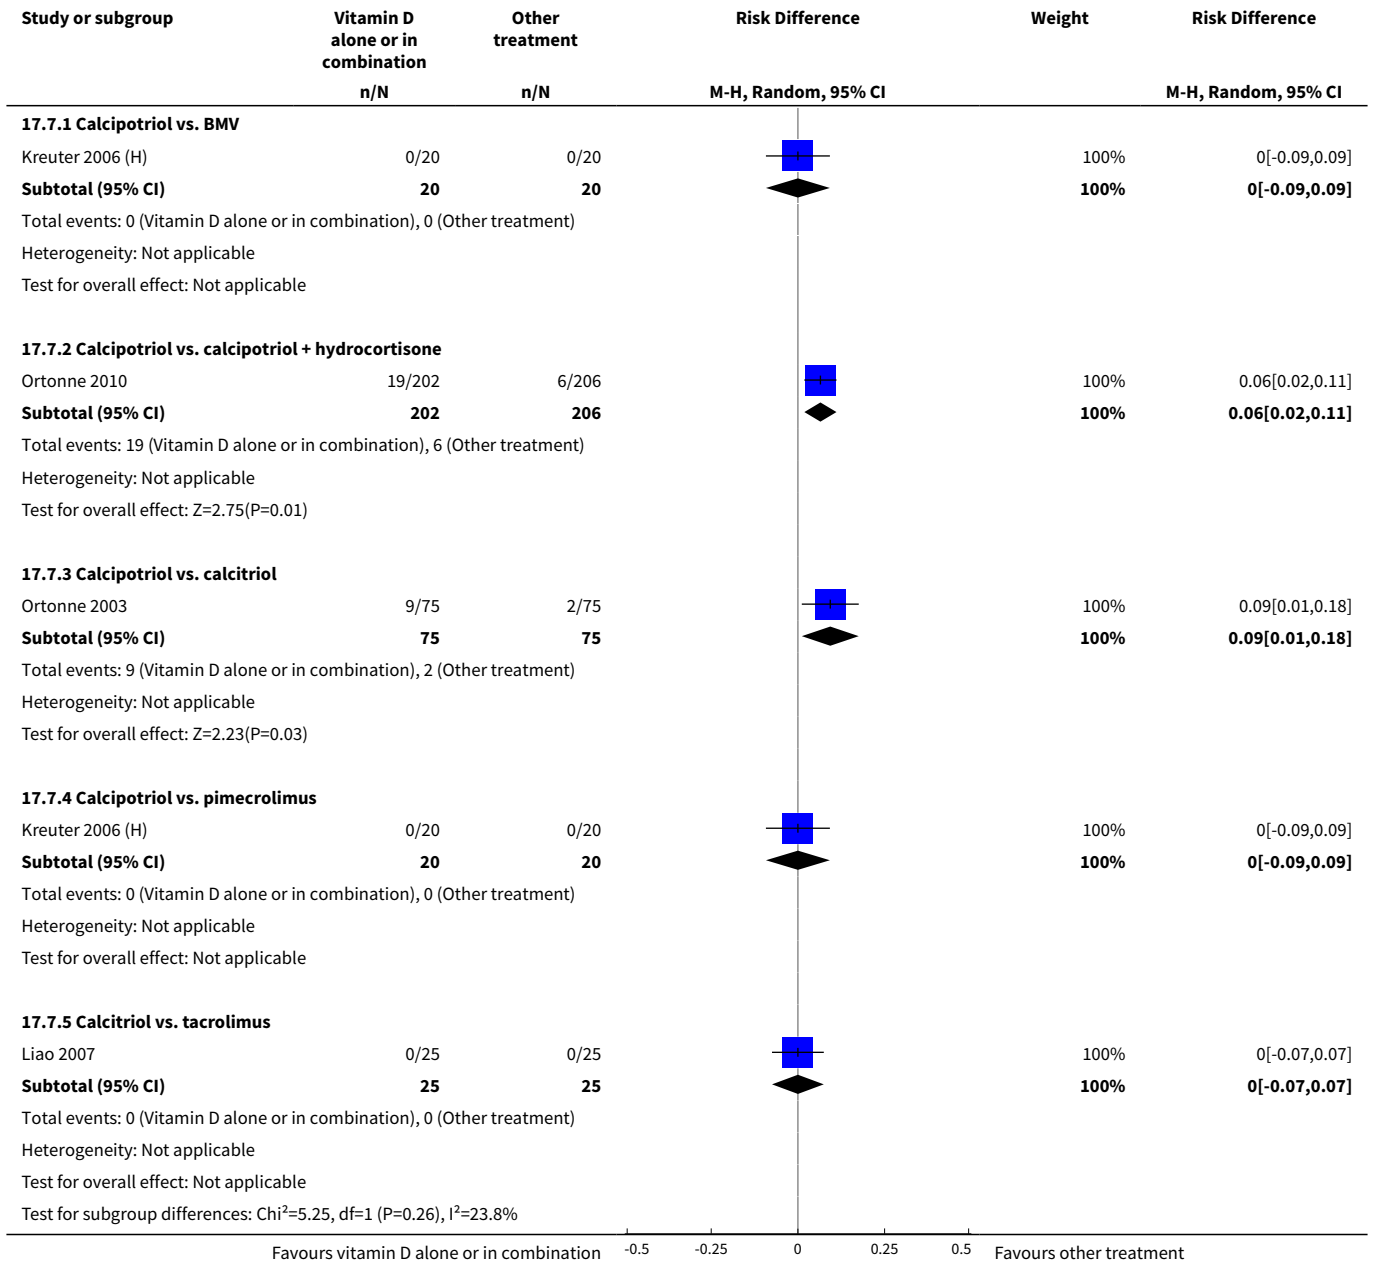 Study or subgroup Vitamin D alone or in combination Other treatment Risk Difference Weight Risk Difference
n/N n/N M-H, Random, 95% CI M-H, Random, 95% CI
17.7.1 Calcipotriol vs. BMV
Kreuter 2006 (H) 0/20 0/20 100% 0[-0.09,0.09]
Subtotal (95% CI) 20 20 100% 0[-0.09,0.09]
Total events: 0 (Vitamin D alone or in combination), 0 (Other treatment)
Heterogeneity: Not applicable
Test for overall effect: Not applicable
17.7.2 Calcipotriol vs. calcipotriol + hydrocortisone
Ortonne 2010 19/202 6/206 100% 0.06[0.02,0.11]
Subtotal (95% CI) 202 206 100% 0.06[0.02,0.11]
Total events: 19 (Vitamin D alone or in combination), 6 (Other treatment)
Heterogeneity: Not applicable
Test for overall effect: Z=2.75(P=0.01)
17.7.3 Calcipotriol vs. calcitriol
Ortonne 2003 9/75 2/75 100% 0.09[0.01,0.18]
Subtotal (95% CI) 75 75 100% 0.09[0.01,0.18]
Total events: 9 (Vitamin D alone or in combination), 2 (Other treatment)
Heterogeneity: Not applicable
Test for overall effect: Z=2.23(P=0.03)
17.7.4 Calcipotriol vs. pimecrolimus
Kreuter 2006 (H) 0/20 0/20 100% 0[-0.09,0.09]
Subtotal (95% CI) 20 20 100% 0[-0.09,0.09]
Total events: 0 (Vitamin D alone or in combination), 0 (Other treatment)
Heterogeneity: Not applicable
Test for overall effect: Not applicable
17.7.5 Calcitriol vs. tacrolimus
Liao 2007 0/25 0/25 100% 0[-0.07,0.07]
Subtotal (95% CI) 25 25 100% 0[-0.07,0.07]
Total events: 0 (Vitamin D alone or in combination), 0 (Other treatment)
Heterogeneity: Not applicable
Test for overall effect: Not applicable
Test for subgroup differences: Chi²=5.25, df=1 (P=0.26), I²=23.8%
Favours vitamin D alone or in combination -0.5 -0.25 0 0.25 0.5 Favours other treatment